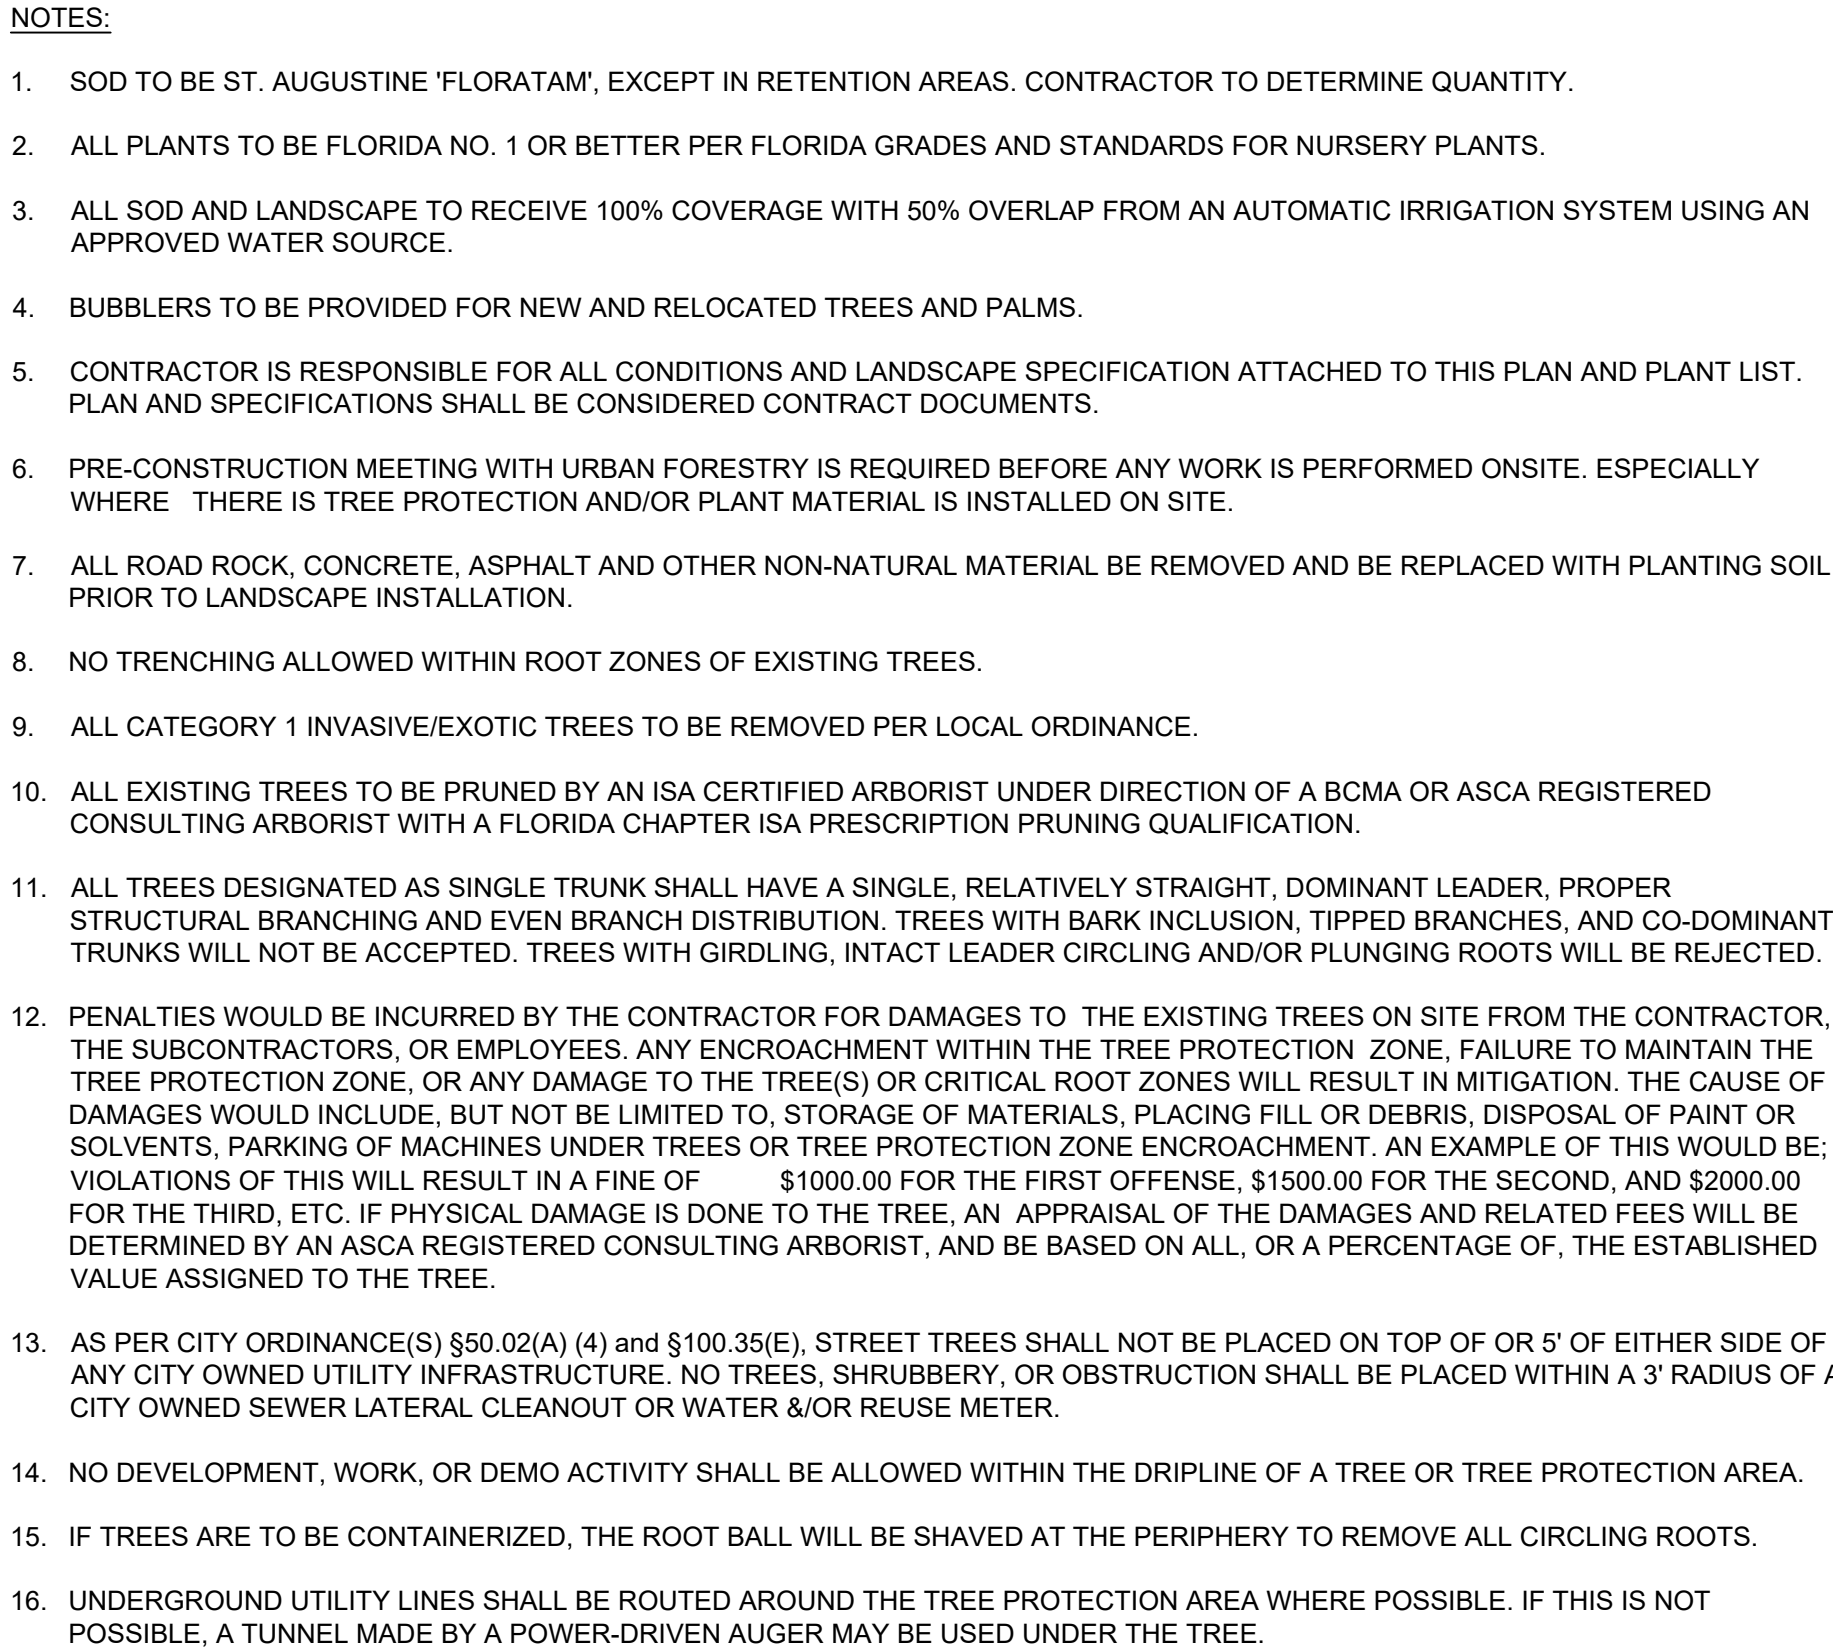 NOTES:
1. SOD TO BE ST. AUGUSTINE 'FLORATAM', EXCEPT IN RETENTION AREAS. CONTRACTOR TO DETERMINE QUANTITY.
2. ALL PLANTS TO BE FLORIDA NO. 1 OR BETTER PER FLORIDA GRADES AND STANDARDS FOR NURSERY PLANTS.
3. ALL SOD AND LANDSCAPE TO RECEIVE 100% COVERAGE WITH 50% OVERLAP FROM AN AUTOMATIC IRRIGATION SYSTEM USING AN
APPROVED WATER SOURCE.
4. BUBBLERS TO BE PROVIDED FOR NEW AND RELOCATED TREES AND PALMS.
5. CONTRACTOR IS RESPONSIBLE FOR ALL CONDITIONS AND LANDSCAPE SPECIFICATION ATTACHED TO THIS PLAN AND PLANT LIST.
PLAN AND SPECIFICATIONS SHALL BE CONSIDERED CONTRACT DOCUMENTS.
6. PRE-CONSTRUCTION MEETING WITH URBAN FORESTRY IS REQUIRED BEFORE ANY WORK IS PERFORMED ONSITE. ESPECIALLY
WHERE THERE IS TREE PROTECTION AND/OR PLANT MATERIAL IS INSTALLED ON SITE.
7. ALL ROAD ROCK, CONCRETE, ASPHALT AND OTHER NON-NATURAL MATERIAL BE REMOVED AND BE REPLACED WITH PLANTING SOIL
PRIOR TO LANDSCAPE INSTALLATION.
8. NO TRENCHING ALLOWED WITHIN ROOT ZONES OF EXISTING TREES.
9. ALL CATEGORY 1 INVASIVE/EXOTIC TREES TO BE REMOVED PER LOCAL ORDINANCE.
10. ALL EXISTING TREES TO BE PRUNED BY AN ISA CERTIFIED ARBORIST UNDER DIRECTION OF A BCMA OR ASCA REGISTERED
CONSULTING ARBORIST WITH A FLORIDA CHAPTER ISA PRESCRIPTION PRUNING QUALIFICATION.
11. ALL TREES DESIGNATED AS SINGLE TRUNK SHALL HAVE A SINGLE, RELATIVELY STRAIGHT, DOMINANT LEADER, PROPER
STRUCTURAL BRANCHING AND EVEN BRANCH DISTRIBUTION. TREES WITH BARK INCLUSION, TIPPED BRANCHES, AND CO-DOMINANT
TRUNKS WILL NOT BE ACCEPTED. TREES WITH GIRDLING, INTACT LEADER CIRCLING AND/OR PLUNGING ROOTS WILL BE REJECTED.
12. PENALTIES WOULD BE INCURRED BY THE CONTRACTOR FOR DAMAGES TO THE EXISTING TREES ON SITE FROM THE CONTRACTOR,
THE SUBCONTRACTORS, OR EMPLOYEES. ANY ENCROACHMENT WITHIN THE TREE PROTECTION ZONE, FAILURE TO MAINTAIN THE
TREE PROTECTION ZONE, OR ANY DAMAGE TO THE TREE(S) OR CRITICAL ROOT ZONES WILL RESULT IN MITIGATION. THE CAUSE OF
DAMAGES WOULD INCLUDE, BUT NOT BE LIMITED TO, STORAGE OF MATERIALS, PLACING FILL OR DEBRIS, DISPOSAL OF PAINT OR
SOLVENTS, PARKING OF MACHINES UNDER TREES OR TREE PROTECTION ZONE ENCROACHMENT. AN EXAMPLE OF THIS WOULD BE;
VIOLATIONS OF THIS WILL RESULT IN A FINE OF $1000.00 FOR THE FIRST OFFENSE, $1500.00 FOR THE SECOND, AND $2000.00
FOR THE THIRD, ETC. IF PHYSICAL DAMAGE IS DONE TO THE TREE, AN APPRAISAL OF THE DAMAGES AND RELATED FEES WILL BE
DETERMINED BY AN ASCA REGISTERED CONSULTING ARBORIST, AND BE BASED ON ALL, OR A PERCENTAGE OF, THE ESTABLISHED
VALUE ASSIGNED TO THE TREE.
13. AS PER CITY ORDINANCE(S) §50.02(A) (4) and §100.35(E), STREET TREES SHALL NOT BE PLACED ON TOP OF OR 5' OF EITHER SIDE OF
ANY CITY OWNED UTILITY INFRASTRUCTURE. NO TREES, SHRUBBERY, OR OBSTRUCTION SHALL BE PLACED WITHIN A 3' RADIUS OF A
CITY OWNED SEWER LATERAL CLEANOUT OR WATER &/OR REUSE METER.
14. NO DEVELOPMENT, WORK, OR DEMO ACTIVITY SHALL BE ALLOWED WITHIN THE DRIPLINE OF A TREE OR TREE PROTECTION AREA.
15. IF TREES ARE TO BE CONTAINERIZED, THE ROOT BALL WILL BE SHAVED AT THE PERIPHERY TO REMOVE ALL CIRCLING ROOTS.
16. UNDERGROUND UTILITY LINES SHALL BE ROUTED AROUND THE TREE PROTECTION AREA WHERE POSSIBLE. IF THIS IS NOT
POSSIBLE, A TUNNEL MADE BY A POWER-DRIVEN AUGER MAY BE USED UNDER THE TREE.